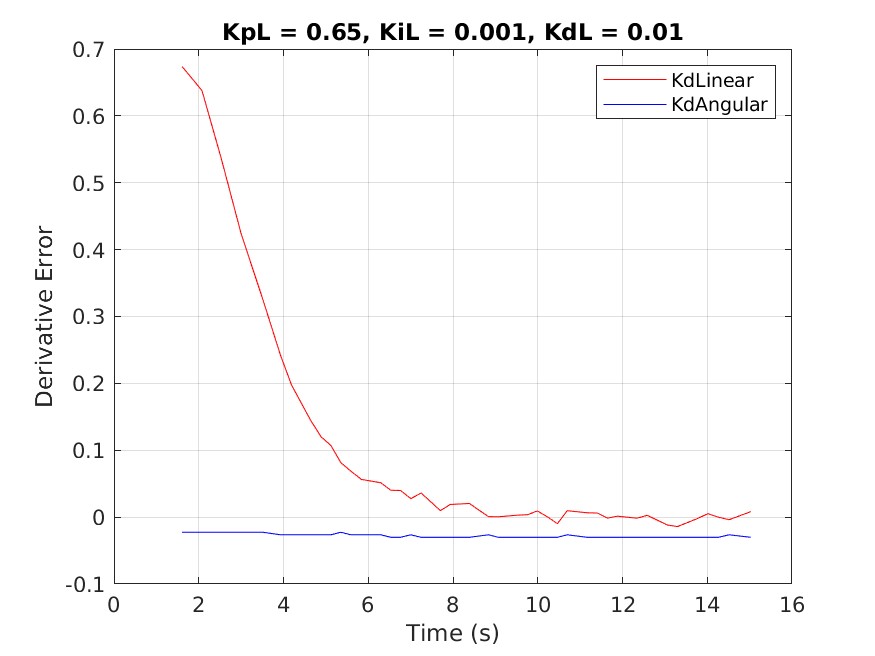 KpL = 0.65, KiL = 0.001, KdL = 0.01
0.7
KdLinear
KdAngular
0.6
0.5
0.4
0.3
0.2
0.1
0
-0.1
Derivative Error
0 2 4 6 8 10 12 14 16
Time (s)